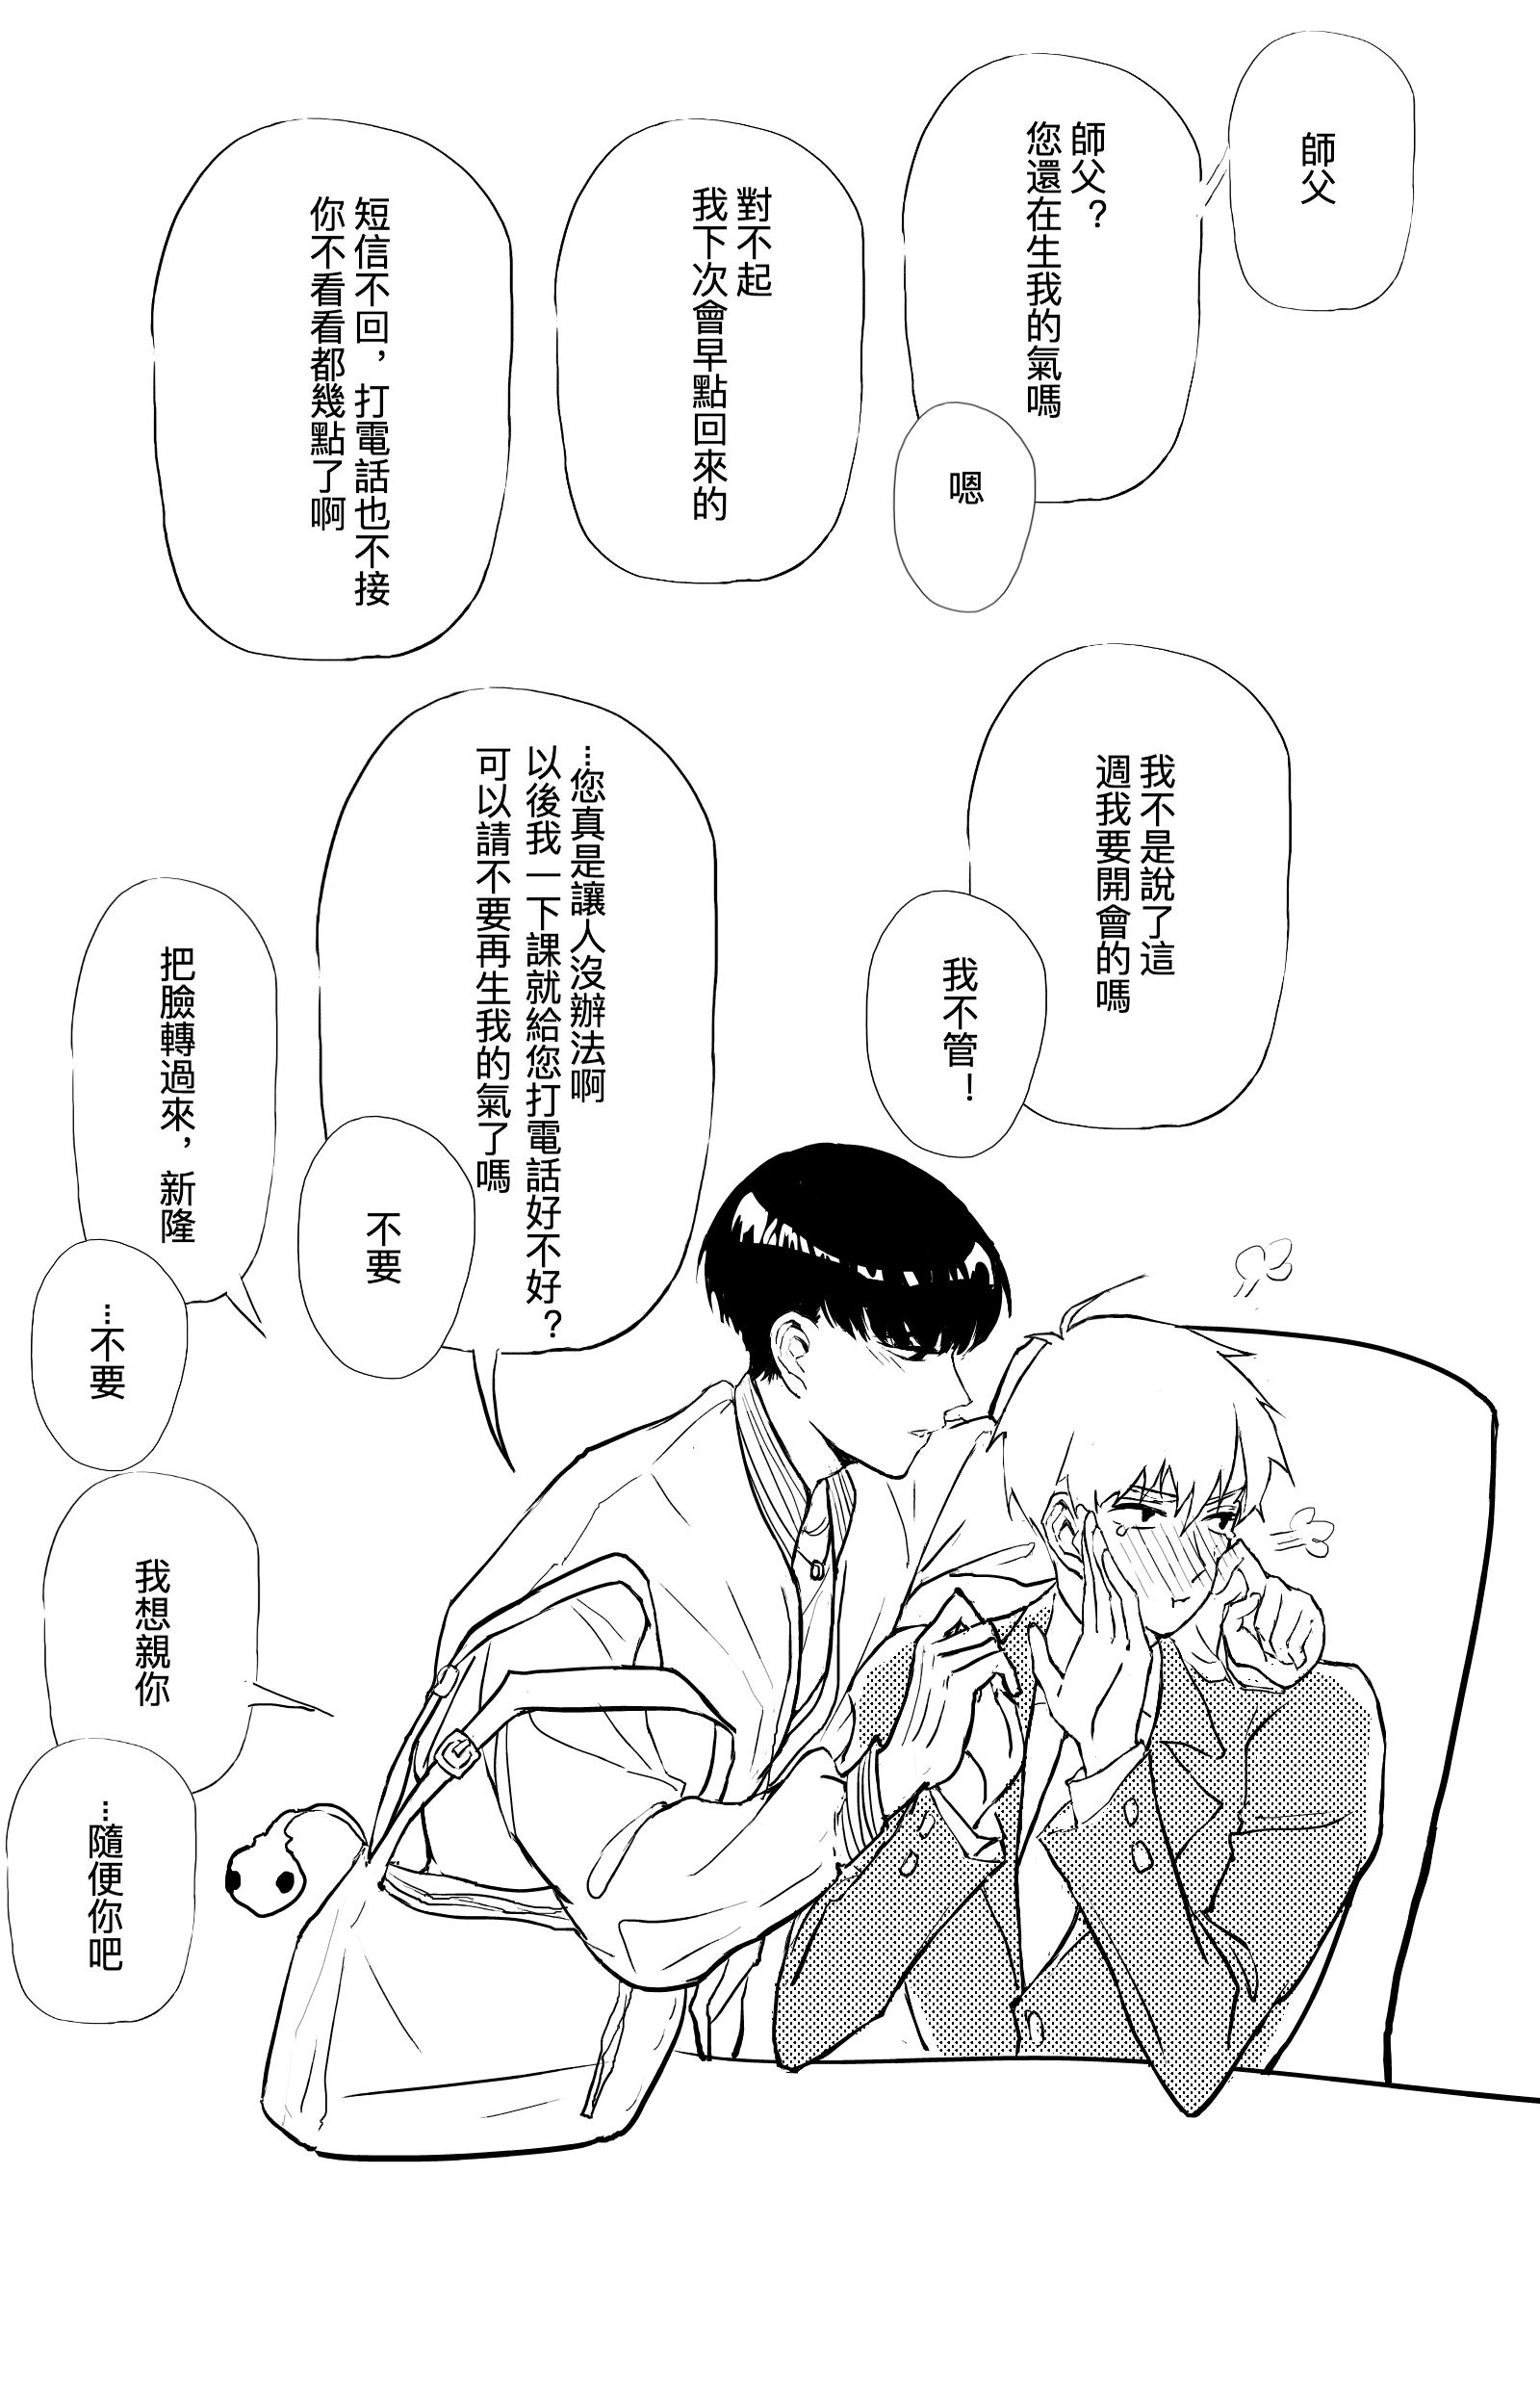 師父
師父?
您還在生我的氣嗎
嗯
對不起
我下次會早點回來的
短信不回，打電話也不接
你不看看都幾點了啊
我不是說了這
週我要開會的嗎
我不管!
…您真是讓人沒辦法啊
以後我一下課就給您打電話好不好?
可以請不要再生我的氣了嗎
不要
把臉轉過來，新隆
…不要
我想親你
…隨便你吧